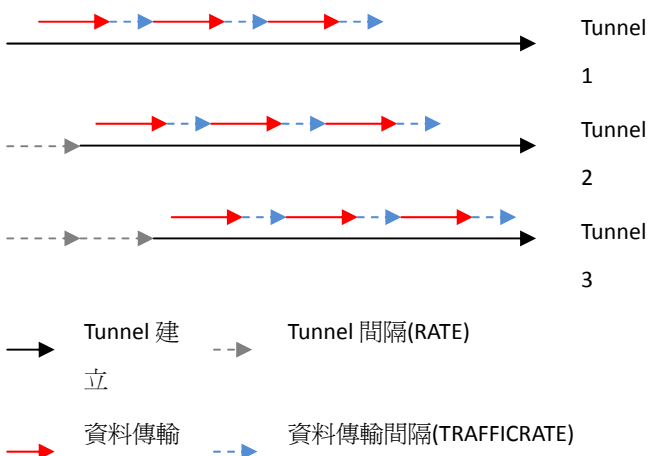 Tunnel
1
Tunnel
2
Tunnel
3
Tunnel 建
立
Tunnel 間隔(RATE)
資料傳輸
資料傳輸間隔(TRAFFICRATE)